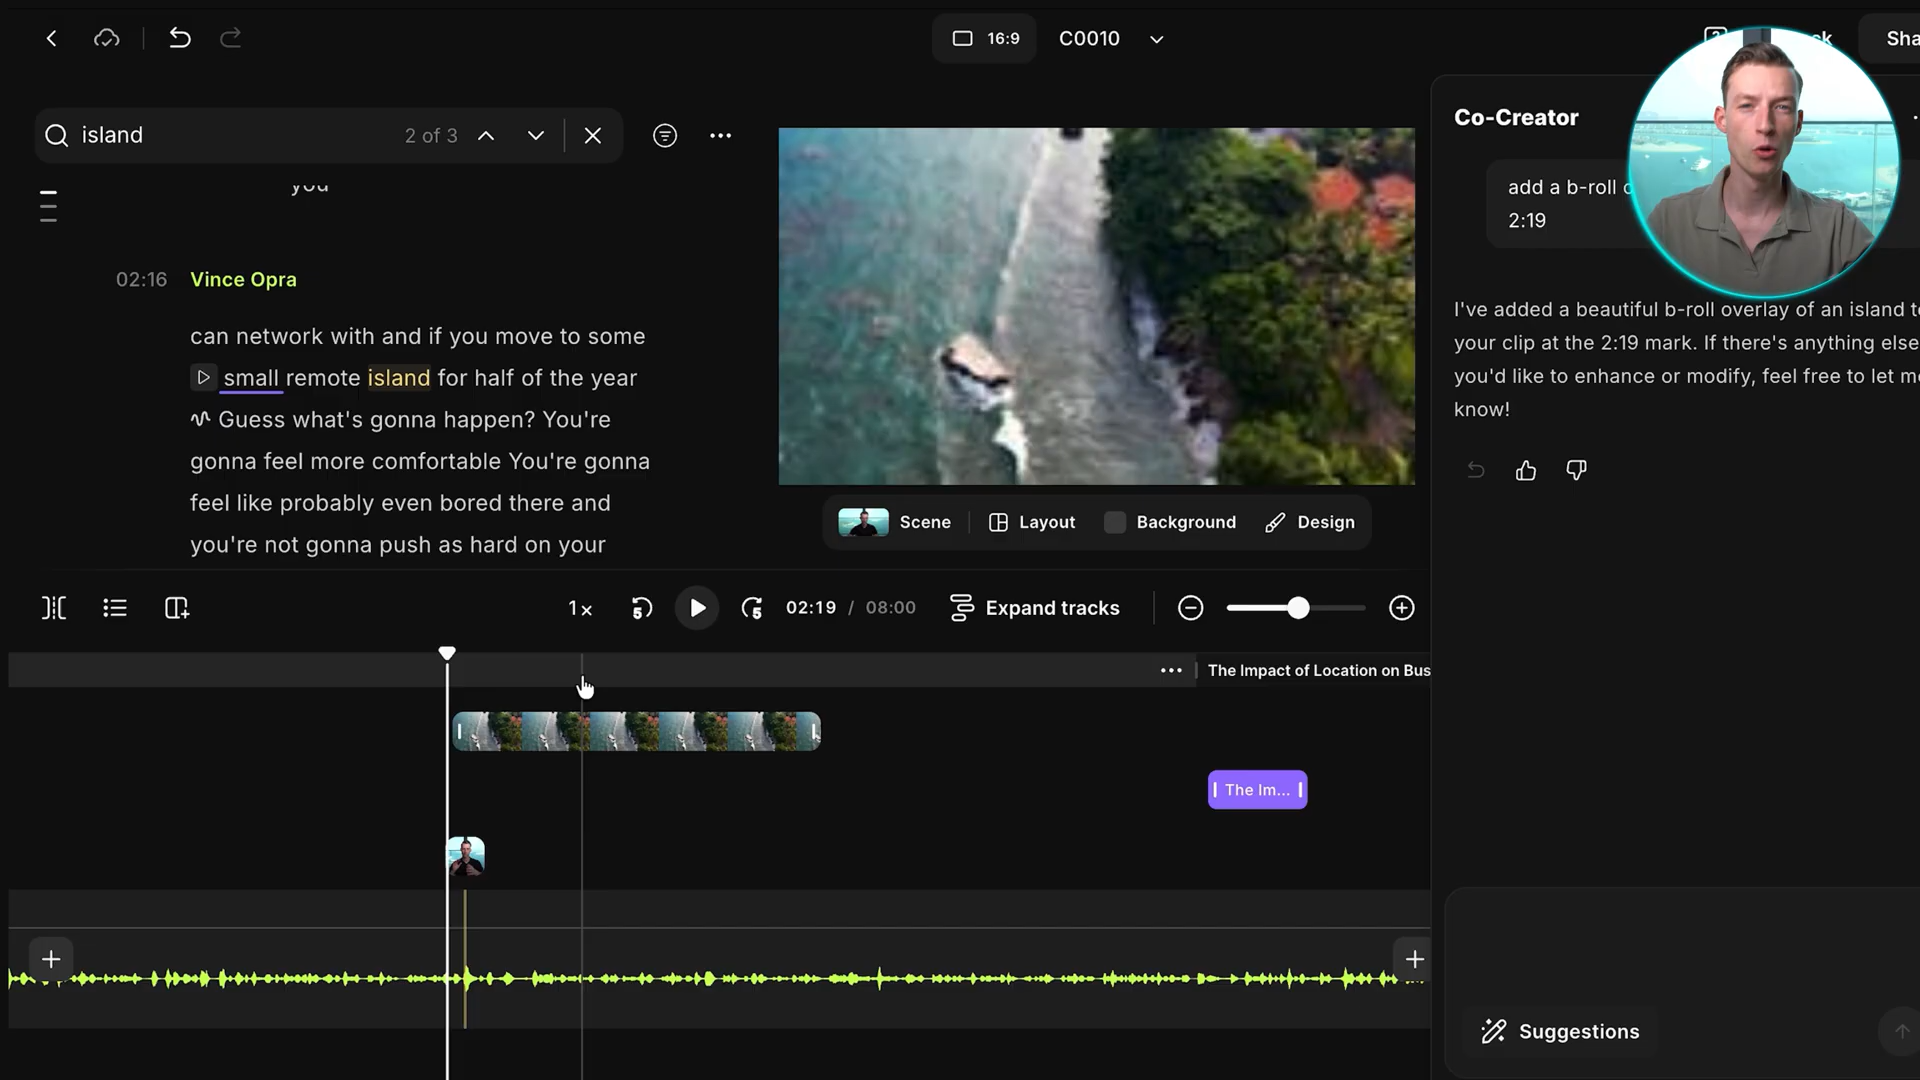 16:9
C0010
Sha
island
2 of 3
you
02:16
Vince Opra
can network with and if you move to some
small remote island for half of the year
Guess what's gonna happen? You're
gonna feel more comfortable You're gonna
feel like probably even bored there and
you're not gonna push as hard on your
Scene
Layout
Background
Design
Co-Creator
add a b-roll
2:19
I've added a beautiful b-roll overlay of an island
your clip at the 2:19 mark. If there's anything else
you'd like to enhance or modify, feel free to let
know!
1×
5
5
02:19 / 08:00
Expand tracks
The Impact of Location on Bus
The Im...
Suggestions